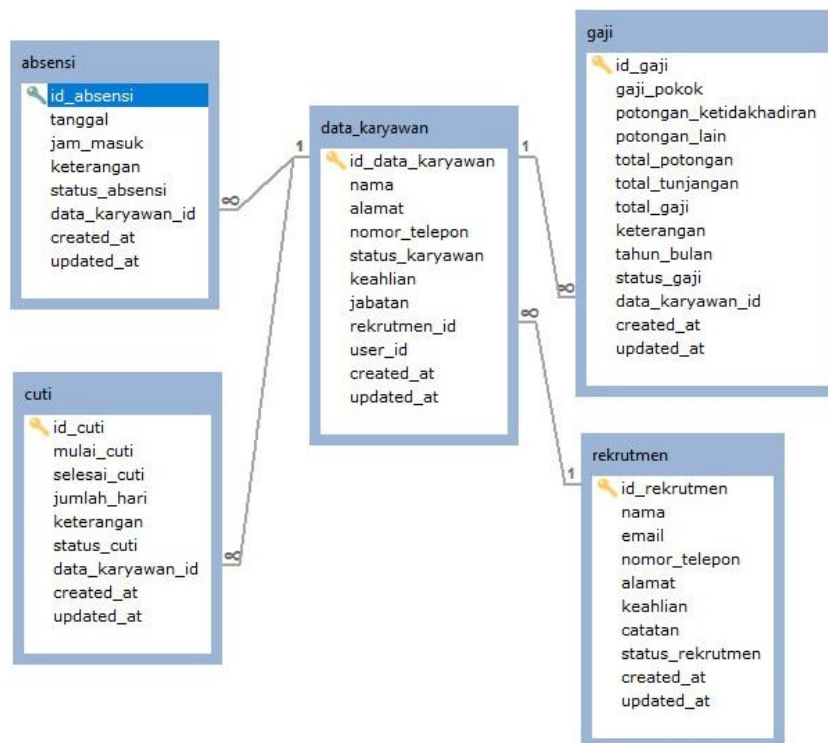 absensi
id_absensi
tanggal
jam_masuk
keterangan
status_absensi
data_karyawan_id
created_at
updated_at
cuti
id_cuti
mulai_cuti
selesai_cuti
jumlah_hari
keterangan
status_cuti
data_karyawan_id
created_at
updated_at
1
∞
∞
data_karyawan
id_data_karyawan
nama
alamat
nomor_telepon
status_karyawan
keahlian
jabatan
rekrutmen_id
user_id
created_at
updated_at
1
∞
∞
1
gaji
id_gaji
gaji_pokok
potongan_ketidakhadiran
potongan_lain
total_potongan
total_tunjangan
total_gaji
keterangan
tahun_bulan
status_gaji
data_karyawan_id
created_at
updated_at
rekrutmen
id_rekrutmen
nama
email
nomor_telepon
alamat
keahlian
catatan
status_rekrutmen
created_at
updated_at